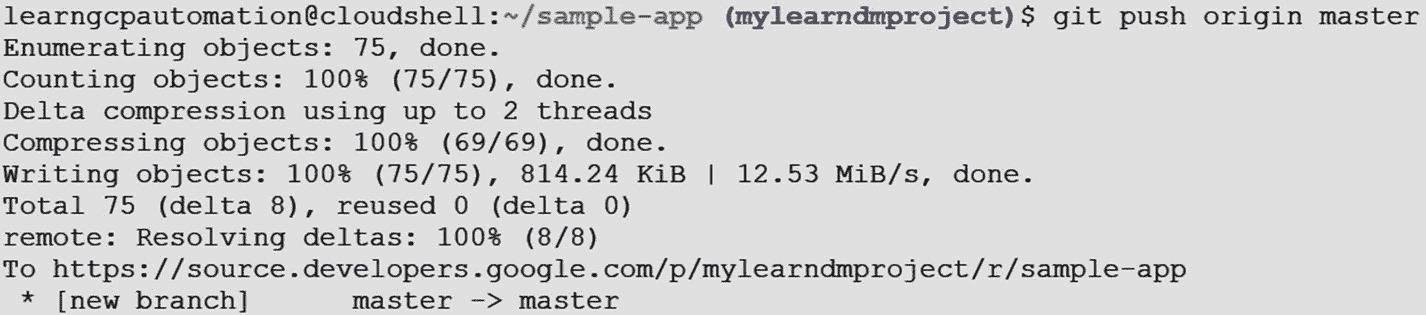 learngcpautomation@cloudshell:~/sample-app (mylearndmproject)$ git push origin master
Enumerating objects: 75, done.
Counting objects: 100% (75/75), done.
Delta compression using up to 2 threads
Compressing objects: 100% (69/69), done.
Writing objects: 100% (75/75), 814.24 KiB | 12.53 MiB/s, done.
Total 75 (delta 8), reused 0 (delta 0)
remote: Resolving deltas: 100% (8/8)
To https://source.developers.google.com/p/mylearndmproject/r/sample-app
 * [new branch]      master -> master